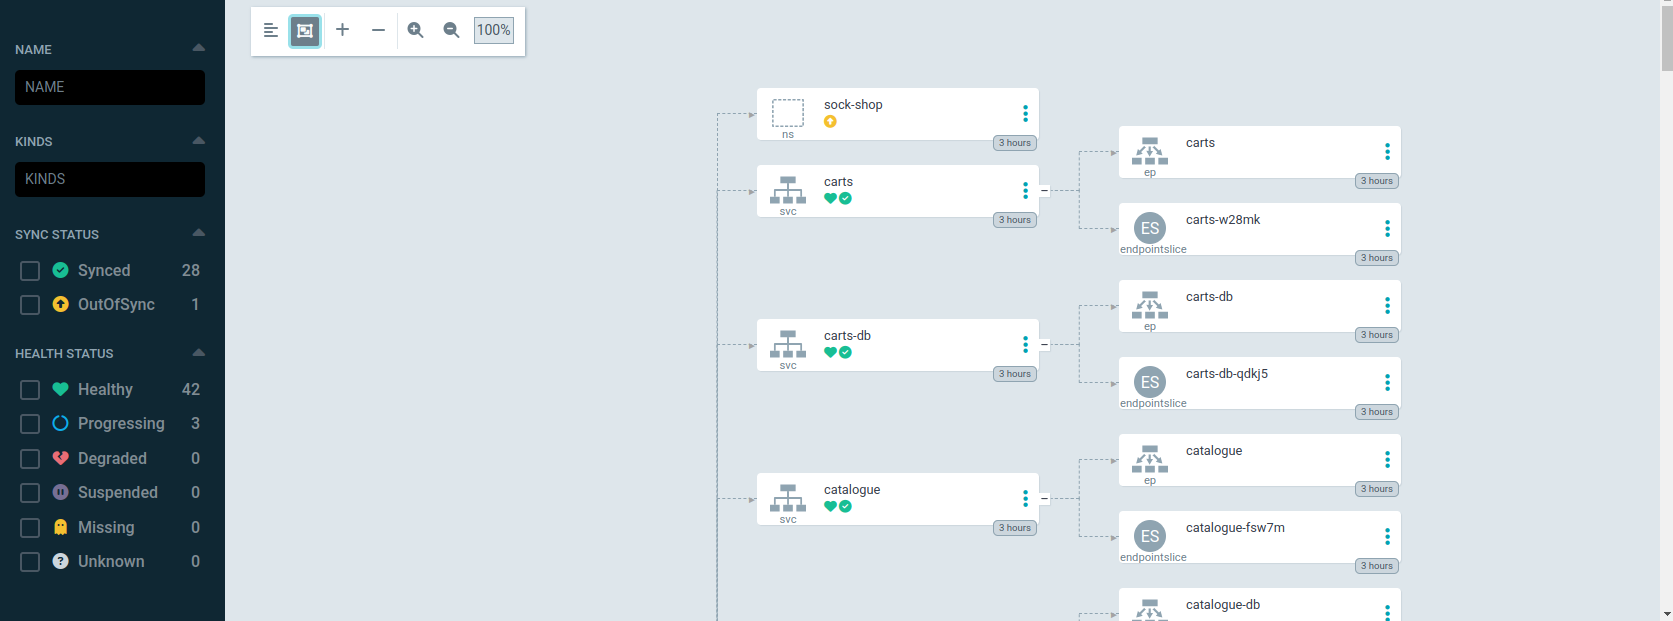 NAME
NAME
KINDS
KINDS
SYNC STATUS
Synced 28
OutOfSync 1
HEALTH STATUS
Healthy 42
Progressing 3
Degraded 0
Suspended 0
Missing 0
? Unknown 0
100%
sock-shop
ns
3 hours
carts
svc
3 hours
carts
ep
3 hours
carts-w28mk
ES
endpointslice
3 hours
carts-db
svc
3 hours
carts-db
ep
3 hours
carts-db-qdkj5
ES
endpointslice
3 hours
catalogue
svc
3 hours
catalogue
ep
3 hours
catalogue-fsw7m
ES
endpointslice
3 hours
catalogue-db